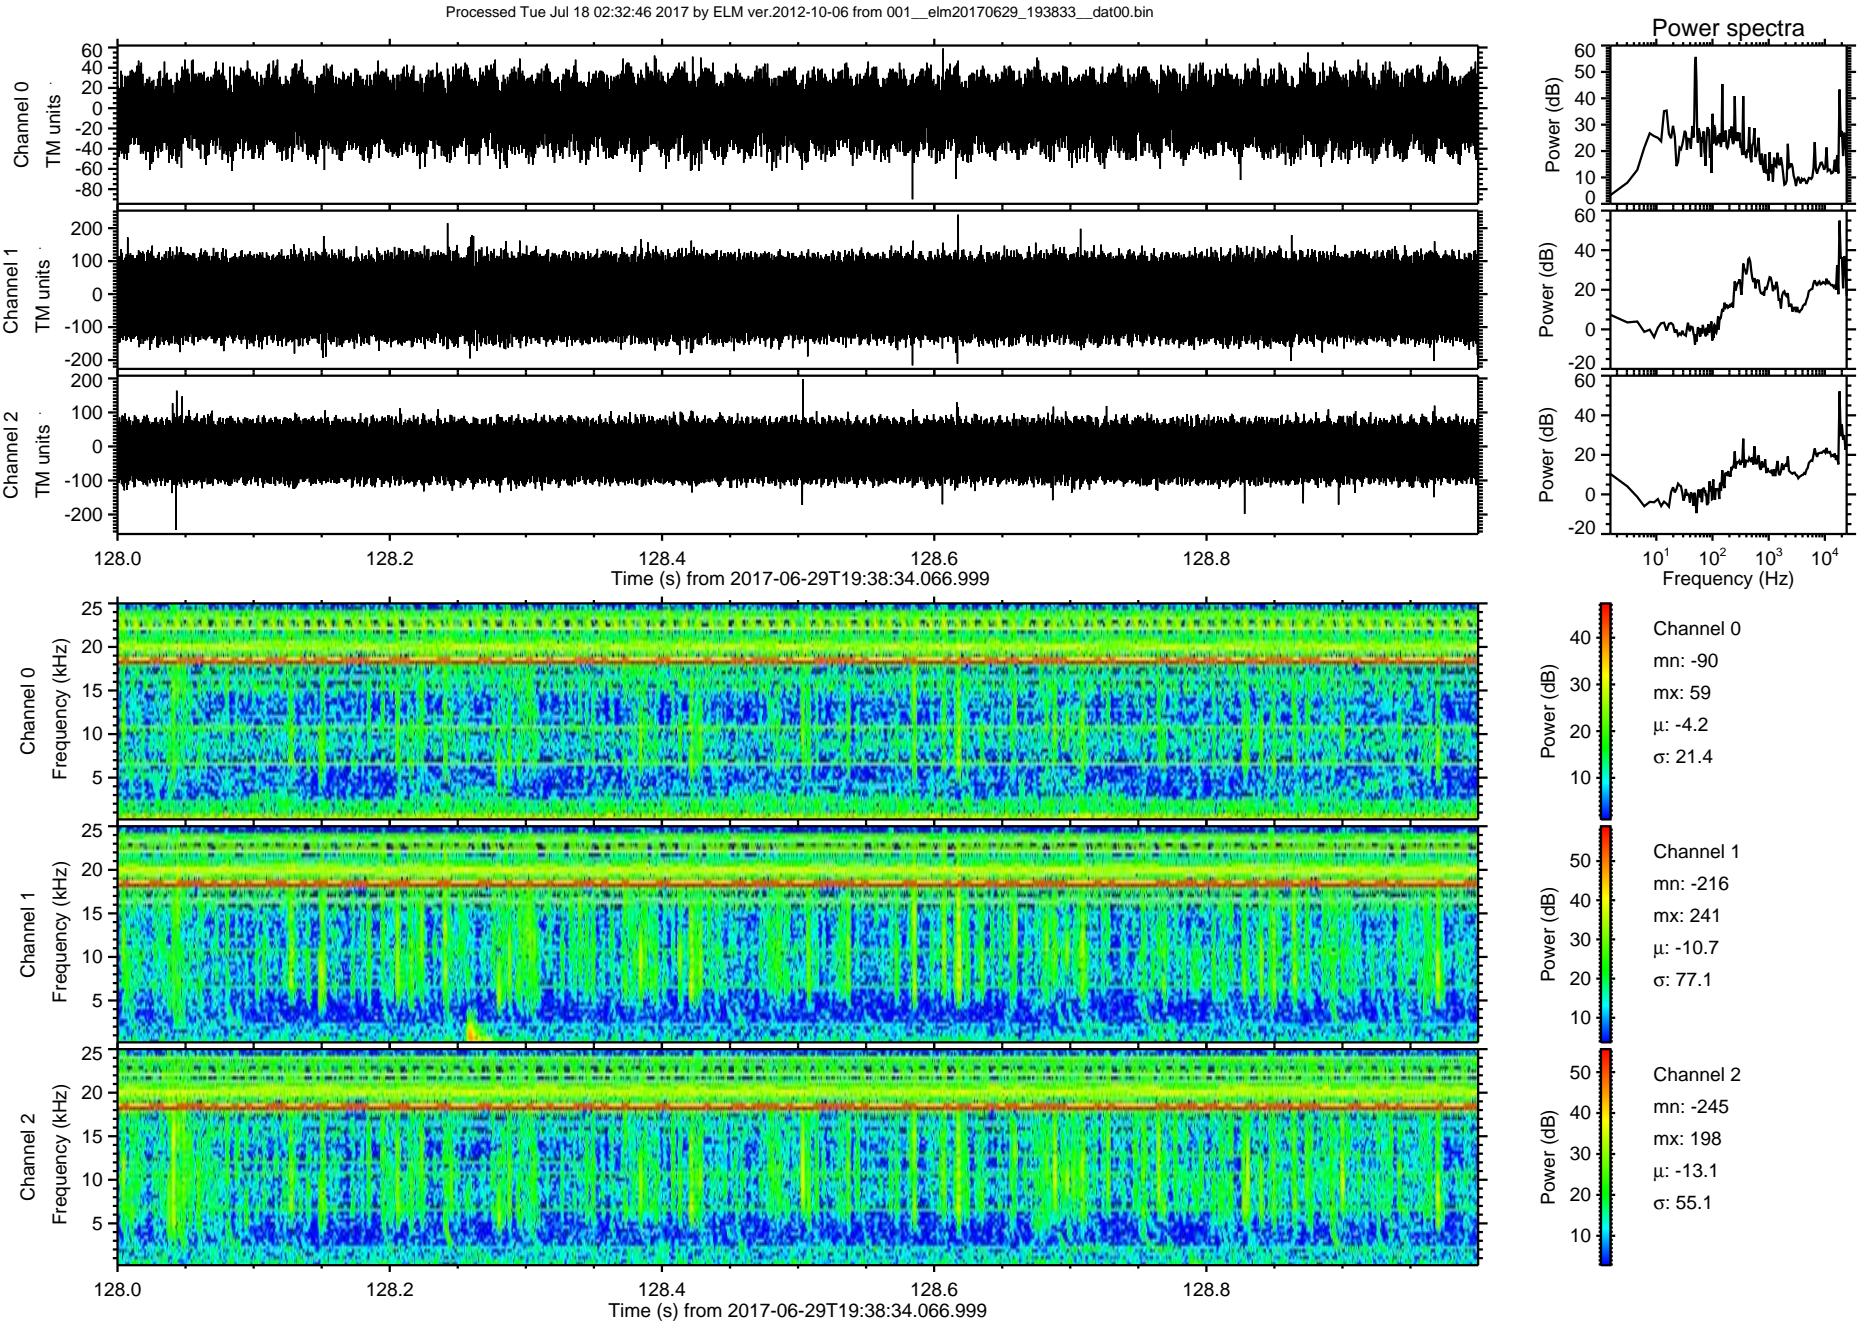 Processed Tue Jul 18 02:32:46 2017 by ELM ver.2012-10-06 from 001__elm20170629_193833__dat00.bin
Power spectra
Channel 0
TM units
60
40
20
0
-20
-40
-60
-80
Power (dB)
60
50
40
30
20
10
0
Channel 1
TM units
200
100
0
-100
-200
Power (dB)
60
40
20
0
-20
Channel 2
TM units
200
100
0
-100
-200
Power (dB)
60
40
20
0
-20
128.0 128.2 128.4 128.6 128.8
Time (s) from 2017-06-29T19:38:34.066.999
10¹ 10² 10³ 10⁴
Frequency (Hz)
Channel 0
Frequency (kHz)
25
20
15
10
5
Power (dB)
40
30
20
10
Channel 0
mn: -90
mx: 59
µ: -4.2
σ: 21.4
Channel 1
Frequency (kHz)
25
20
15
10
5
Power (dB)
50
40
30
20
10
Channel 1
mn: -216
mx: 241
µ: -10.7
σ: 77.1
Channel 2
Frequency (kHz)
25
20
15
10
5
Power (dB)
50
40
30
20
10
Channel 2
mn: -245
mx: 198
µ: -13.1
σ: 55.1
128.0 128.2 128.4 128.6 128.8
Time (s) from 2017-06-29T19:38:34.066.999